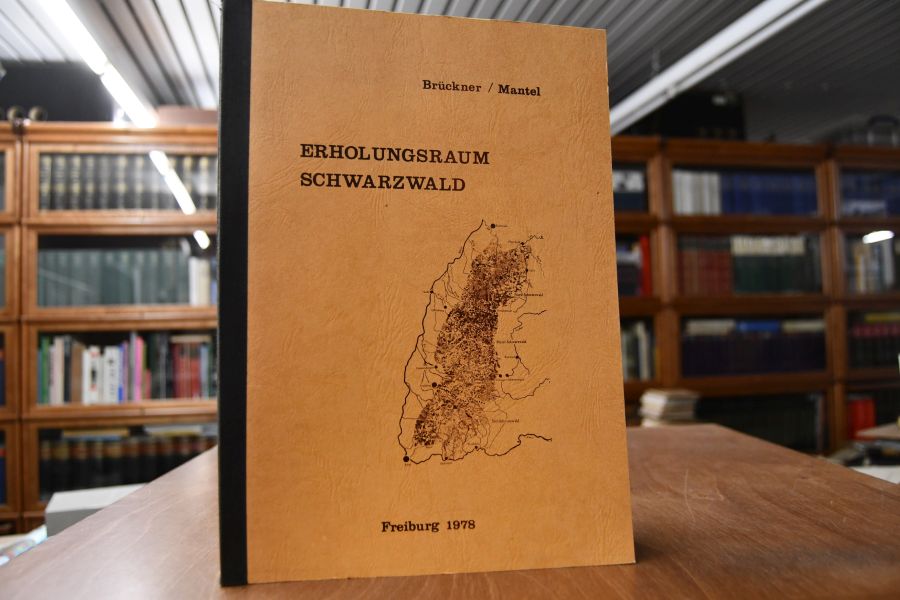 Brückner / Mantel
ERHOLUNGSRAUM
SCHWARZWALD
Freiburg 1978